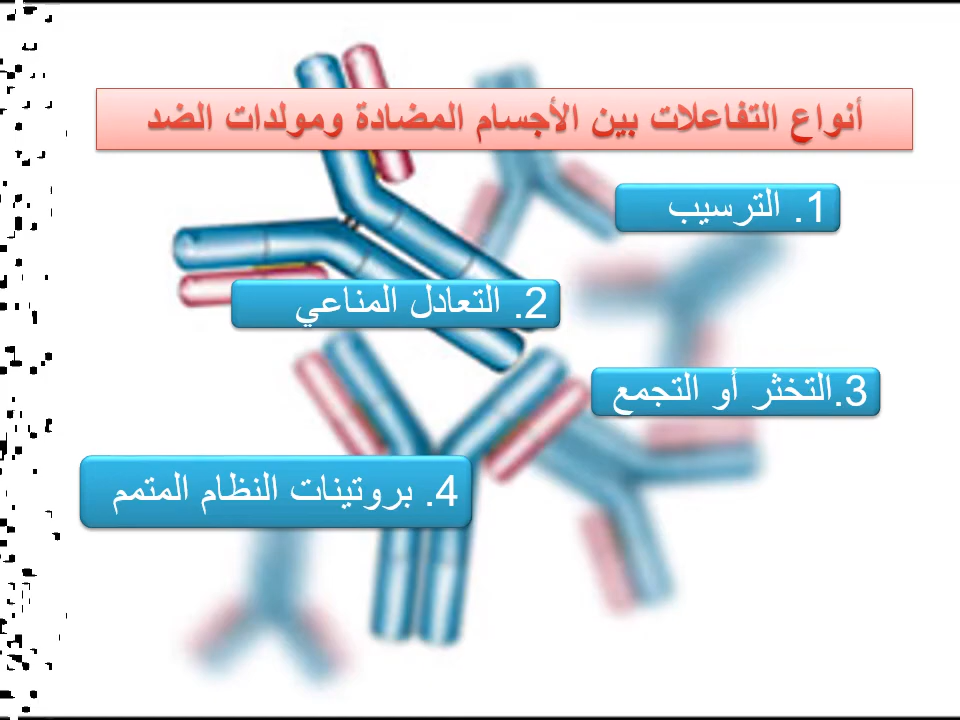 أنواع التفاعلات بين الأجسام المضادة ومولدات الضد
1. الترسيب
2. التعادل المناعي
3.التخثر أو التجمع
4. بروتينات النظام المتمم